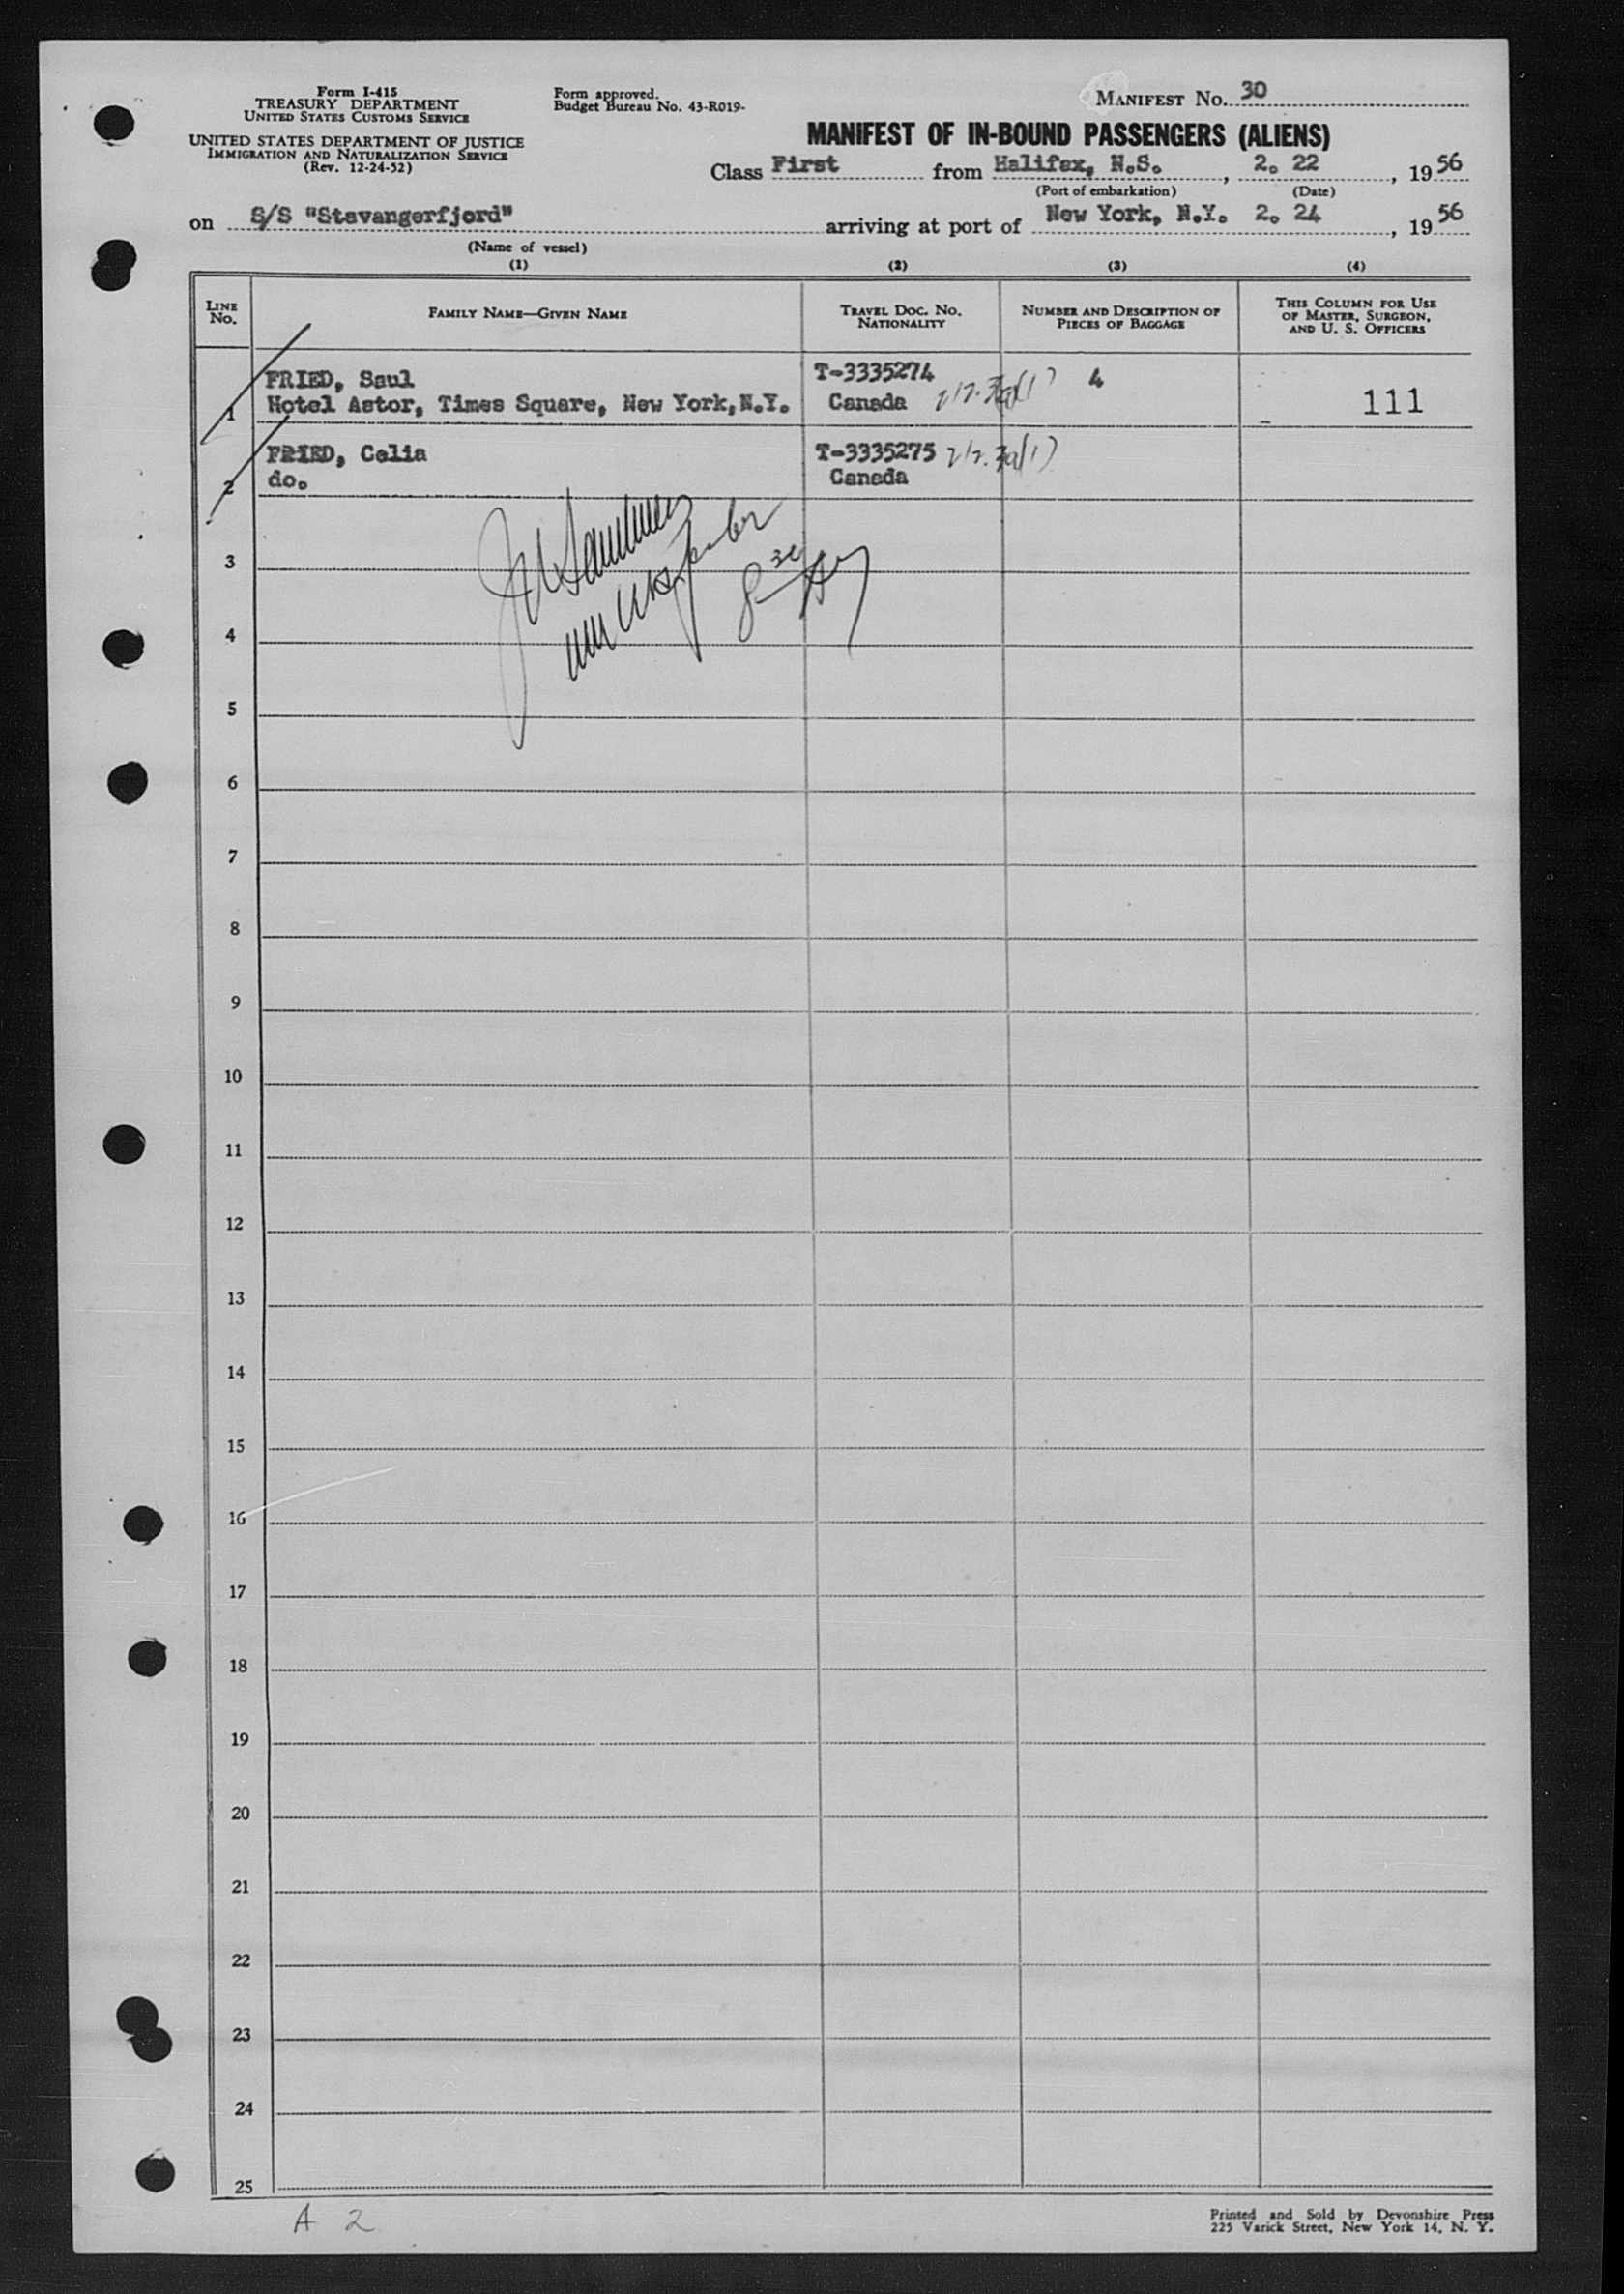 Form I-415
TREASURY DEPARTMENT
UNITED STATES CUSTOMS SERVICE
UNITED STATES DEPARTMENT OF JUSTICE
IMMIGRATION AND NATURALIZATION SERVICE
(Rev. 12-24-52)
Form approved.
Budget Bureau No. 43-R019-
MANIFEST No. 30
MANIFEST OF IN-BOUND PASSENGERS (ALIENS)
Class First from Halifax, N.S., 2. 22, 1956
(Port of embarkation) (Date)
on S/S "Stavangerfjord" arriving at port of New York, N.Y. 2. 24, 1956
(Name of vessel)
(1) (2) (3) (4)
LINE No. FAMILY NAME—GIVEN NAME TRAVEL DOC. NO. NATIONALITY NUMBER AND DESCRIPTION OF PIECES OF BAGGAGE THIS COLUMN FOR USE OF MASTER, SURGEON, AND U. S. OFFICERS
FRIED, Saul T-3335274 4
1 Hotel Astor, Times Square, New York,N.Y. Canada 111
FRIED, Celia T-3335275
2 do. Canada
3
4
5
6
7
8
9
10
11
12
13
14
15
16
17
18
19
20
21
22
23
24
25
A 2
Printed and Sold by Devonshire Press
225 Varick Street, New York 14, N. Y.